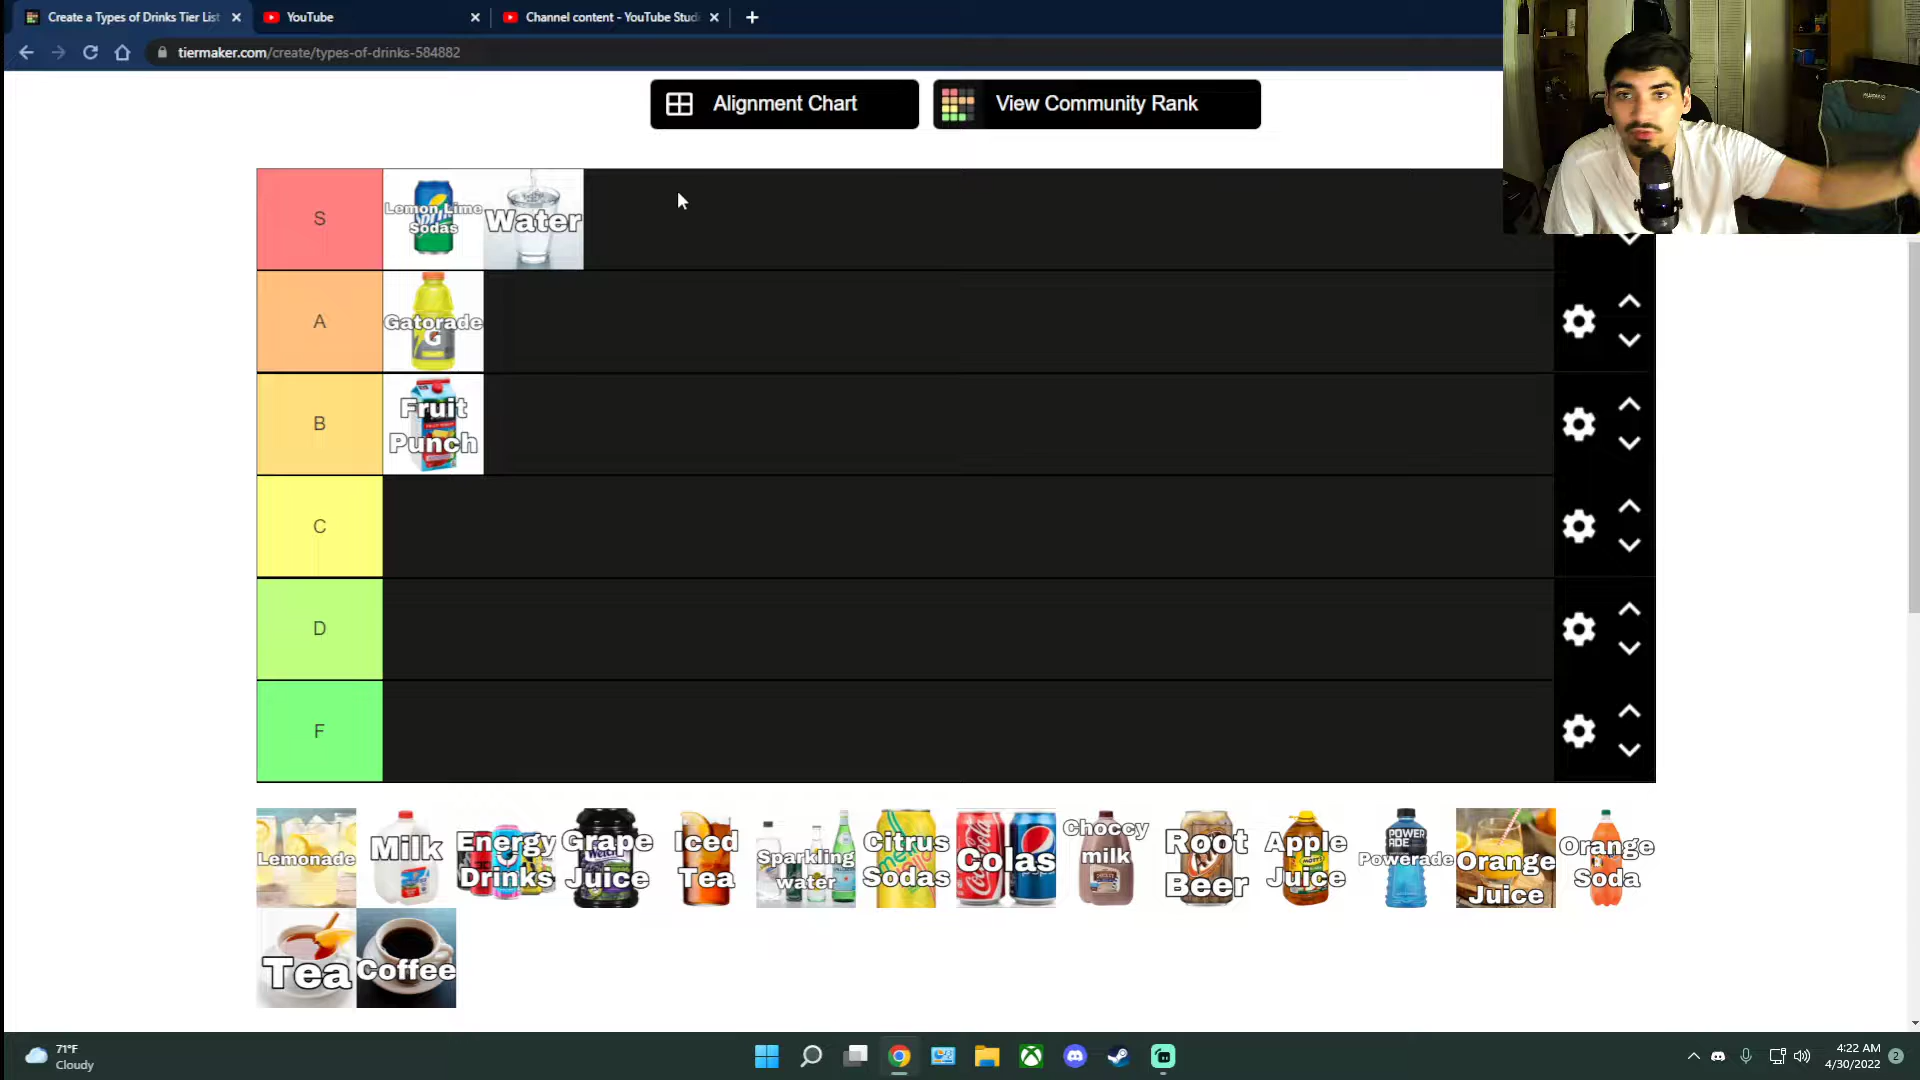 Create a Types of Drinks Tier List
YouTube
Channel content - YouTube Studi
tiermaker.com/create/types-of-drinks-584882
Alignment Chart
View Community Rank
S
Lemon Lime
Sodas
Water
A
Gatorade
G
B
Fruit
Punch
C
D
F
Lemonade
Milk
Energy
Drinks
Grape
Juice
Iced
Tea
Sparkling
water
Citrus
Sodas
Colas
Choccy
milk
Root
Beer
Apple
Juice
POWER
ADE
Powerade
Orange
Juice
Orange
Soda
Tea
Coffee
71°F
Cloudy
4:22 AM
4/30/2022
2